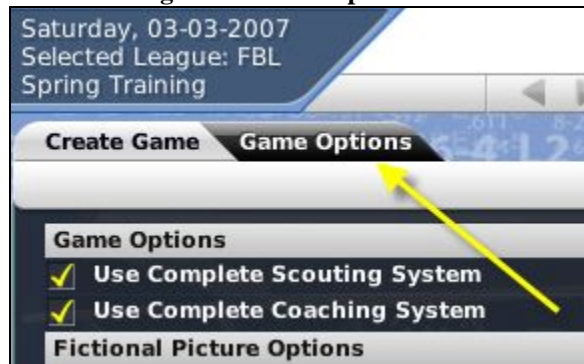 Saturday, 03-03-2007
Selected League: FBL
Spring Training
Create Game Game Options
Game Options
Use Complete Scouting System
Use Complete Coaching System
Fictional Picture Options